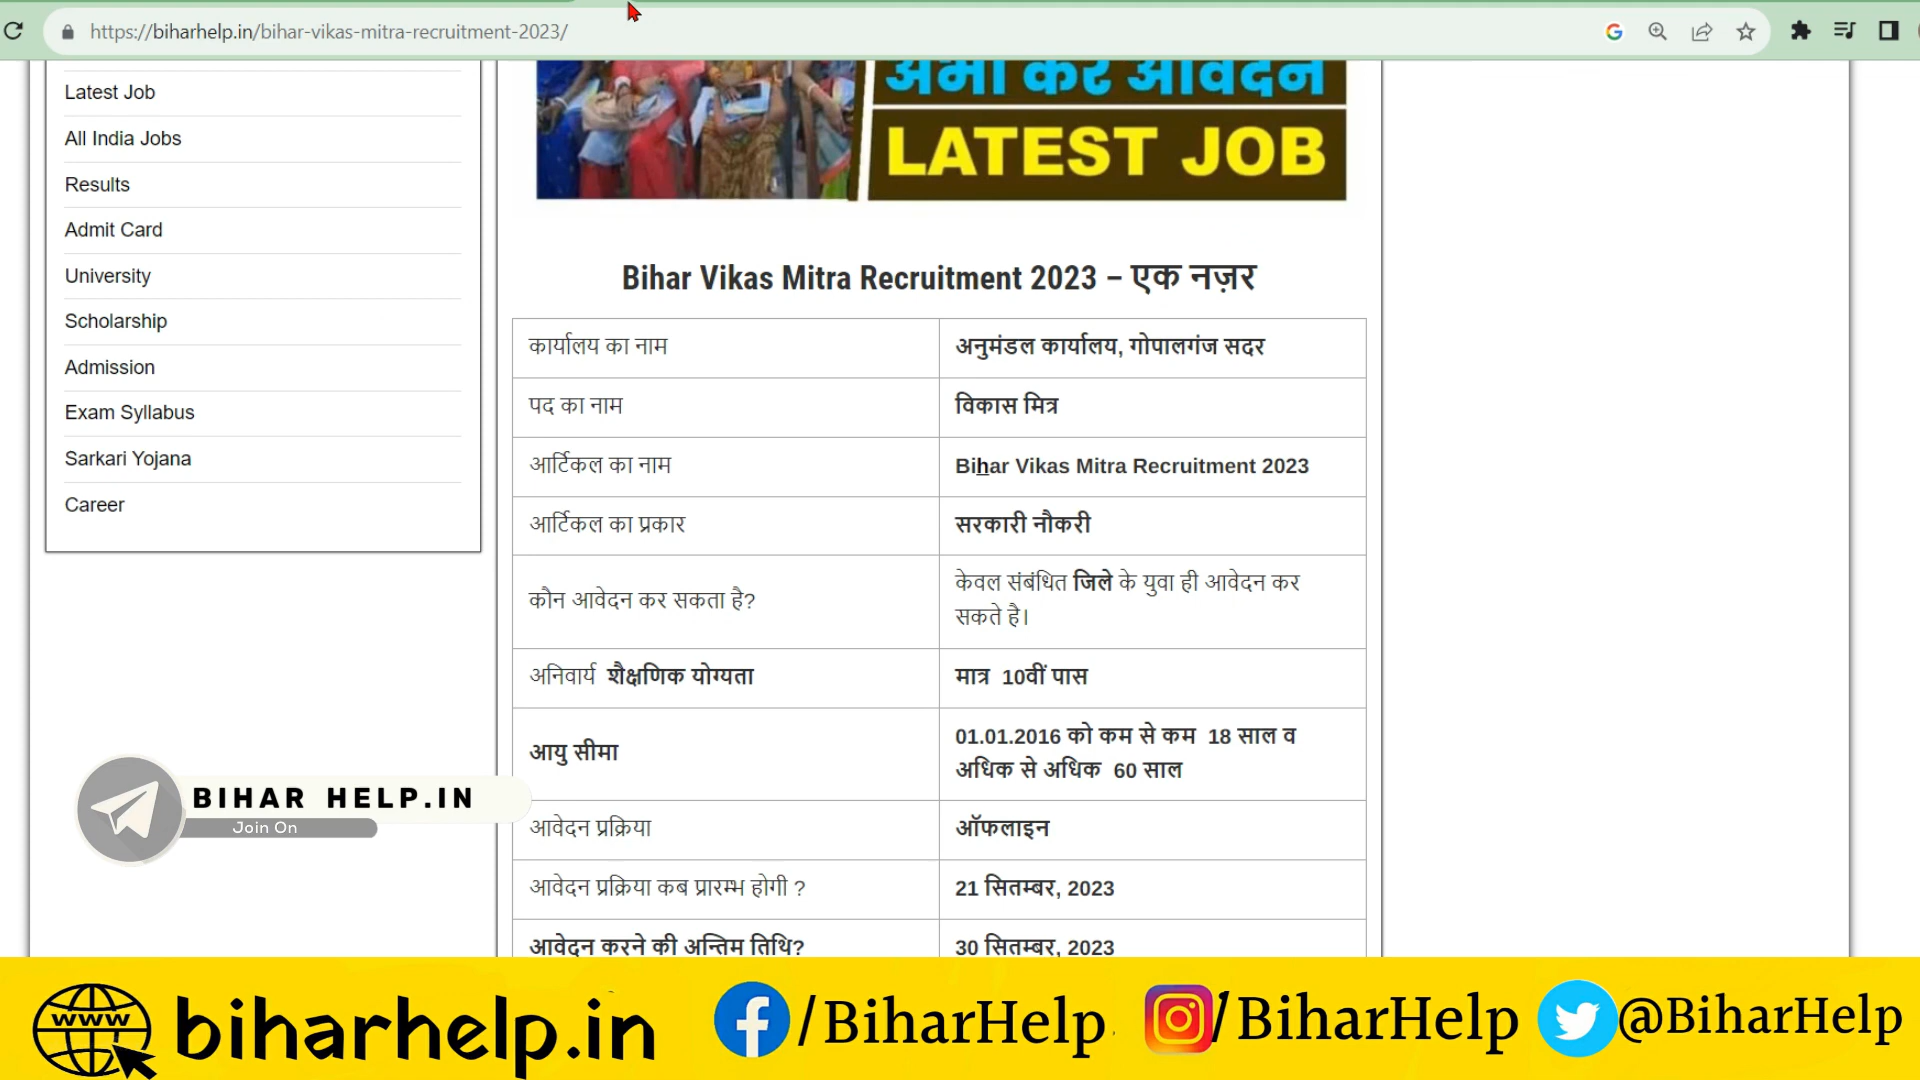 https://biharhelp.in/bihar-vikas-mitra-recruitment-2023/
Latest Job
All India Jobs
Results
Admit Card
University
Scholarship
Admission
Exam Syllabus
Sarkari Yojana
Career
अभी करें आवेदन
LATEST JOB
Bihar Vikas Mitra Recruitment 2023 – एक नज़र
कार्यालय का नाम अनुमंडल कार्यालय, गोपालगंज सदर
पद का नाम विकास मित्र
आर्टिकल का नाम Bihar Vikas Mitra Recruitment 2023
आर्टिकल का प्रकार सरकारी नौकरी
कौन आवेदन कर सकता है? केवल संबंधित जिले के युवा ही आवेदन कर
सकते है।
अनिवार्य शैक्षणिक योग्यता मात्र 10वीं पास
आयु सीमा 01.01.2016 को कम से कम 18 साल व
अधिक से अधिक 60 साल
आवेदन प्रक्रिया ऑफलाइन
आवेदन प्रक्रिया कब प्रारम्भ होगी ? 21 सितम्बर, 2023
आवेदन करने की अन्तिम तिथि? 30 सितम्बर, 2023
BIHAR HELP.IN
Join On
www biharhelp.in /BiharHelp /BiharHelp @BiharHelp